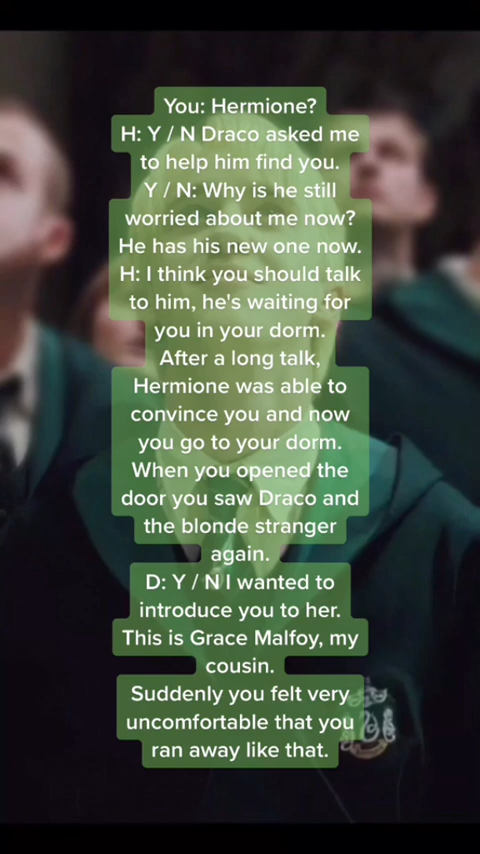 You: Hermione?
H: Y / N Draco asked me
to help him find you.
Y / N: Why is he still
worried about me now?
He has his new one now.
H: I think you should talk
to him, he's waiting for
you in your dorm.
After a long talk,
Hermione was able to
convince you and now
you go to your dorm.
When you opened the
door you saw Draco and
the blonde stranger
again.
D: Y / N I wanted to
introduce you to her.
This is Grace Malfoy, my
cousin.
Suddenly you felt very
uncomfortable that you
ran away like that.